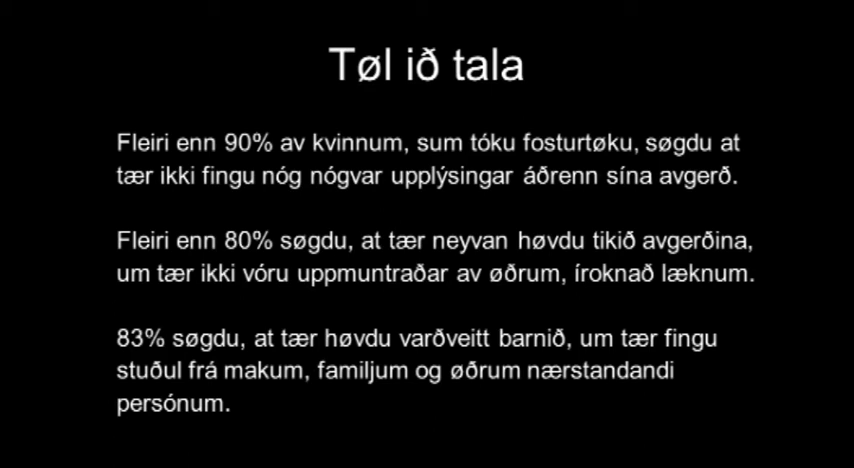 Tøl ið tala
Fleiri enn 90% av kvinnum, sum tóku fosturtøku, søgdu at
tær ikki fingu nóg nógvar upplýsingar áðrenn sína avgerð.
Fleiri enn 80% søgdu, at tær neyvan høvdu tikið avgerðina,
um tær ikki vóru uppmuntraðar av øðrum, íroknað læknum.
83% søgdu, at tær høvdu varðveitt barnið, um tær fingu
stuðul frá makum, familjum og øðrum nærstandandi
persónum.